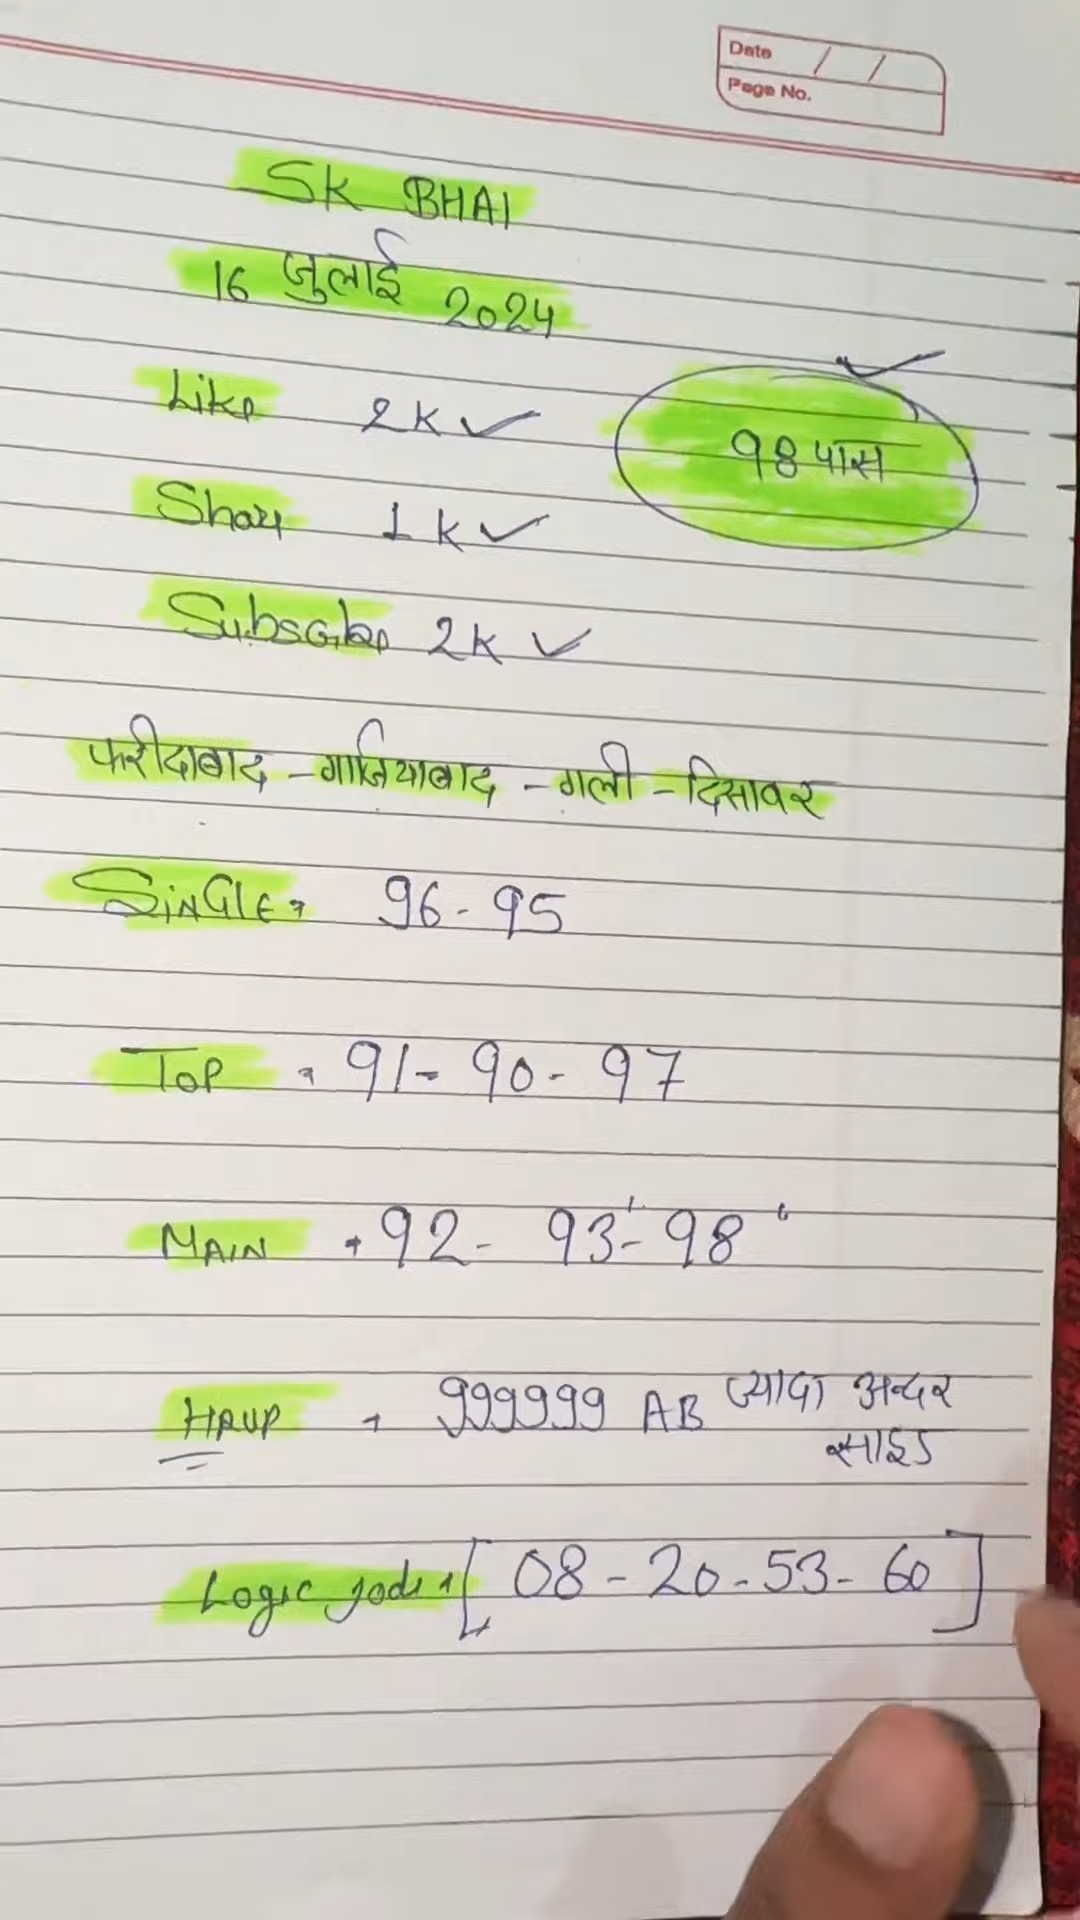 Date / /
Page No.
SK BHAI
16 जुलाई 2024
Like 2K ✓
98 पास ✓
Share 1K ✓
Subscribe 2K ✓
फरीदाबाद - गाजियाबाद - गली - दिसावर
SINGLE → 96 - 95
TOP → 91 - 90 - 97
MAIN → 92 - 93 - 98
HRUP → 999999 AB ज्यादा अन्दर
साइड
Logic jodi → [ 08 - 20 - 53 - 60 ]